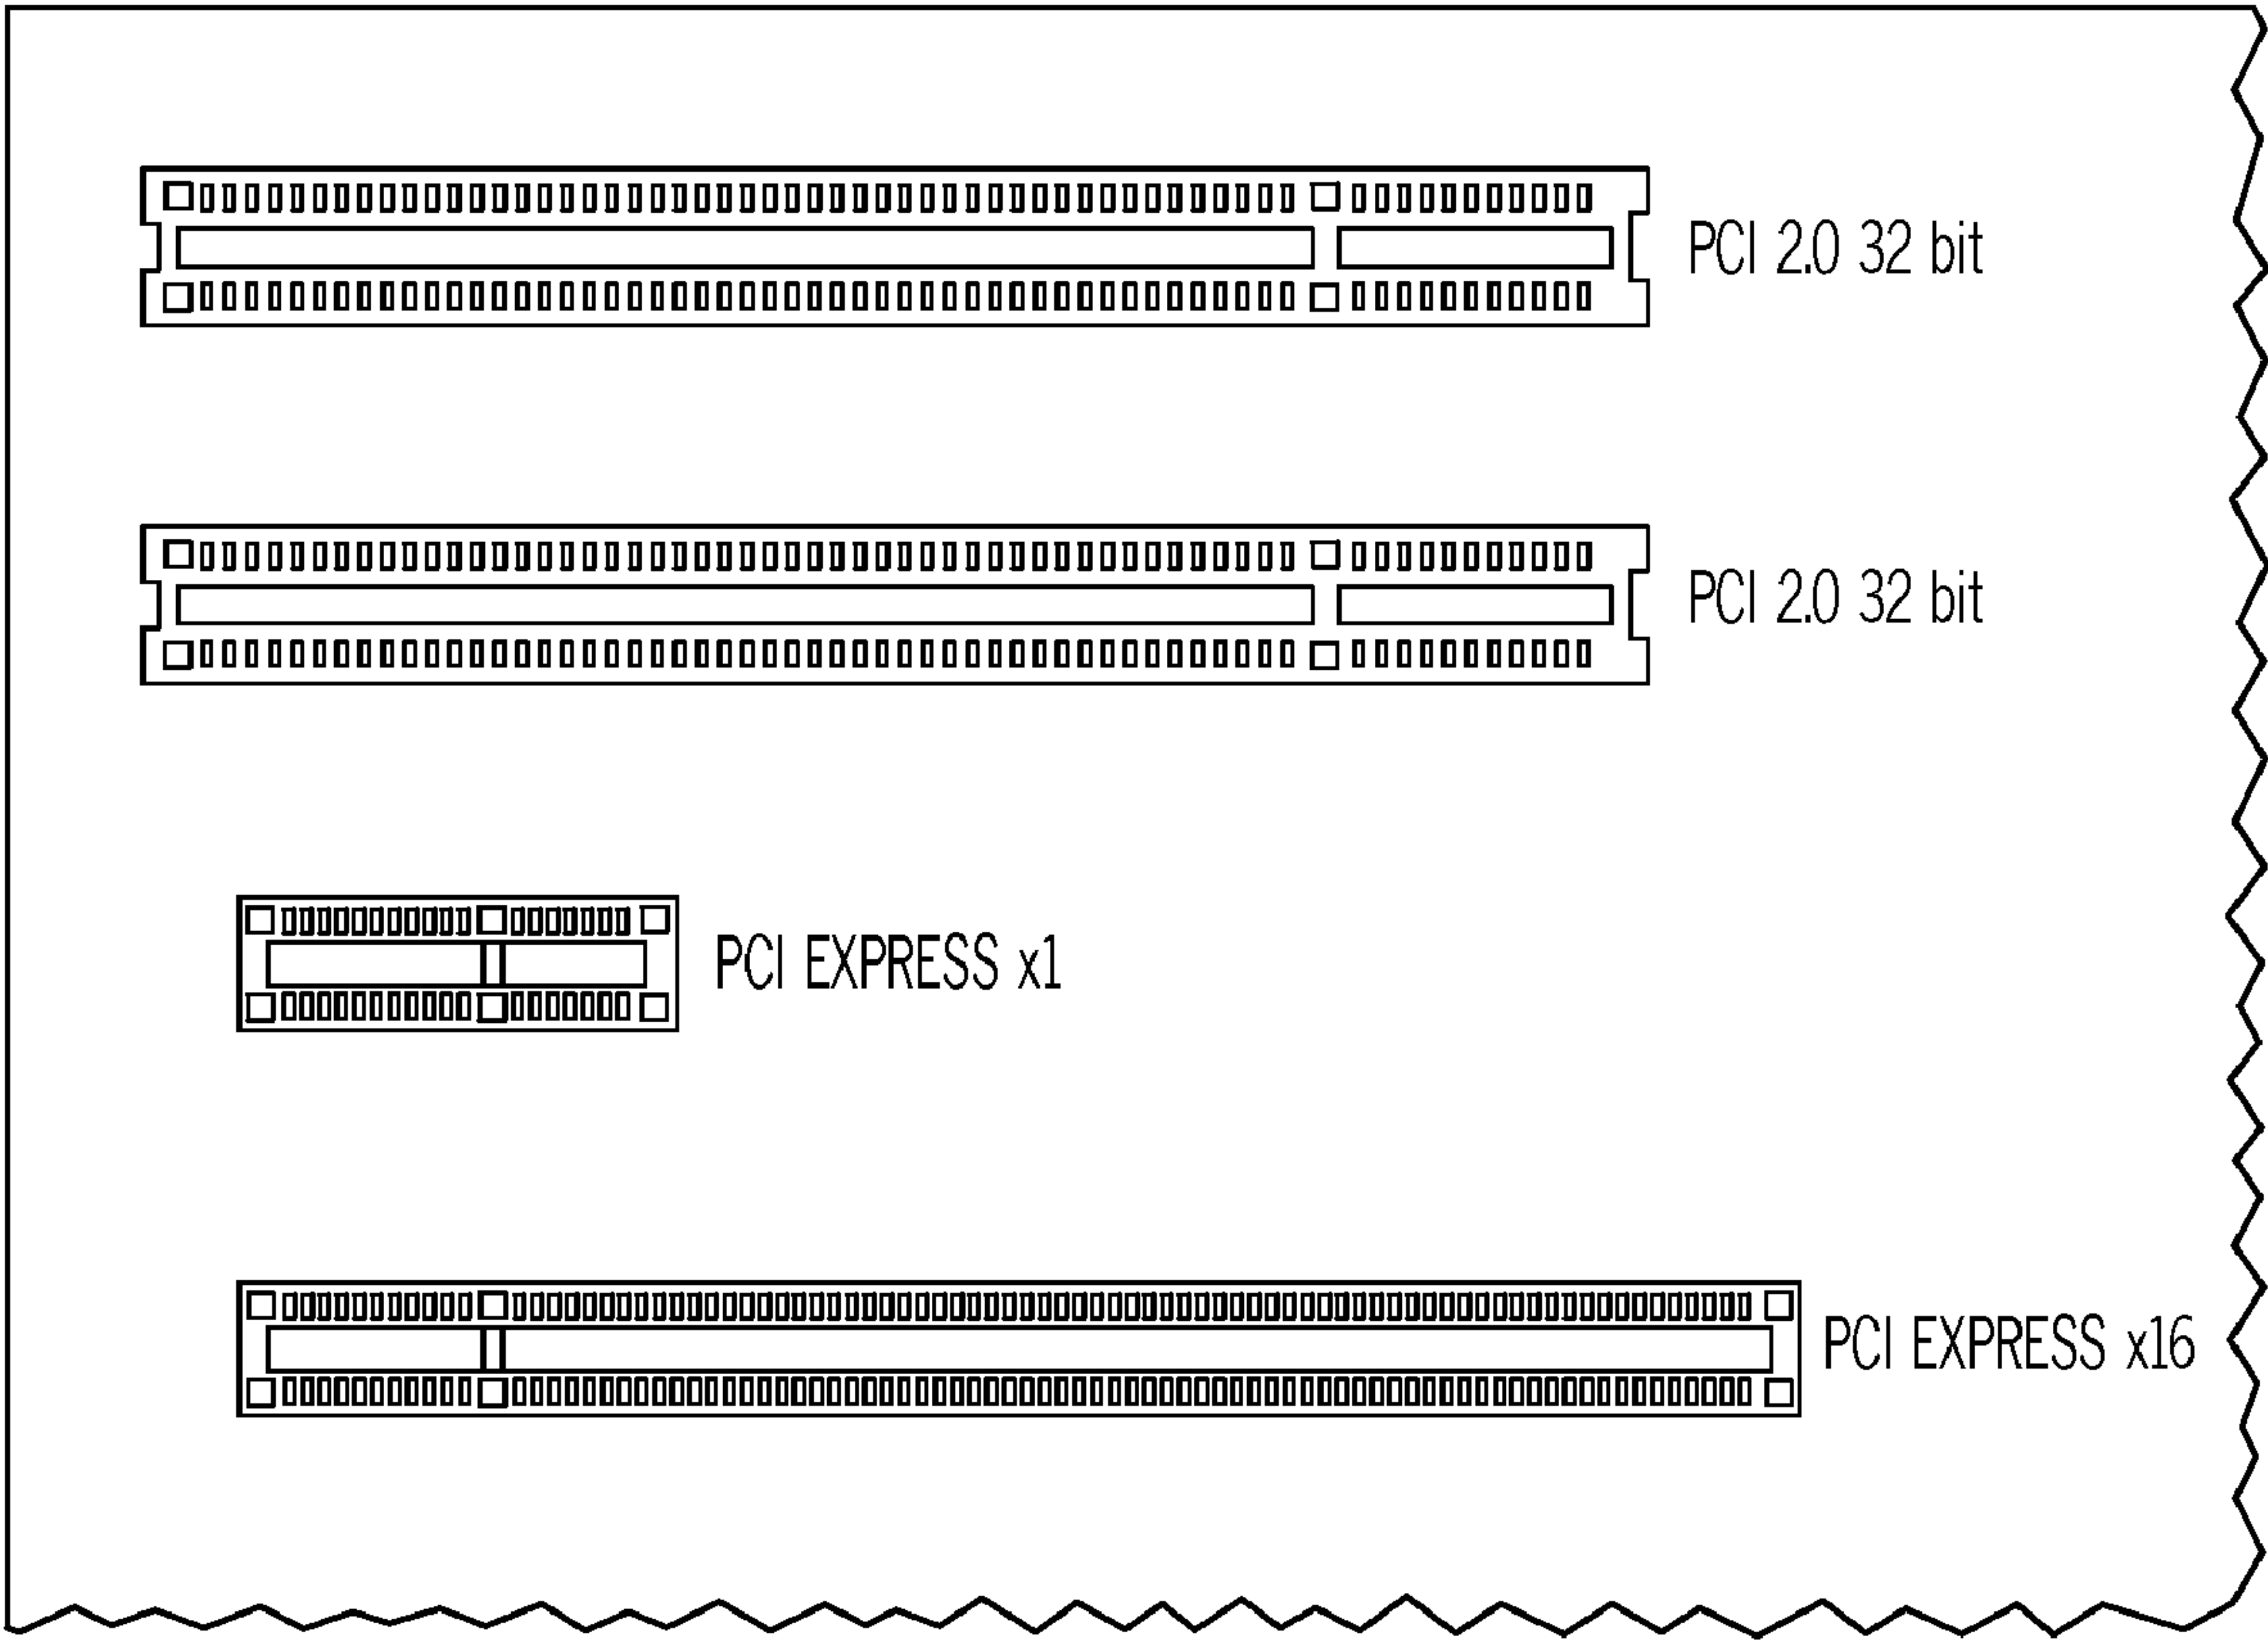 PCI 2.0 32 bit
PCI 2.0 32 bit
PCI EXPRESS x1
PCI EXPRESS x16